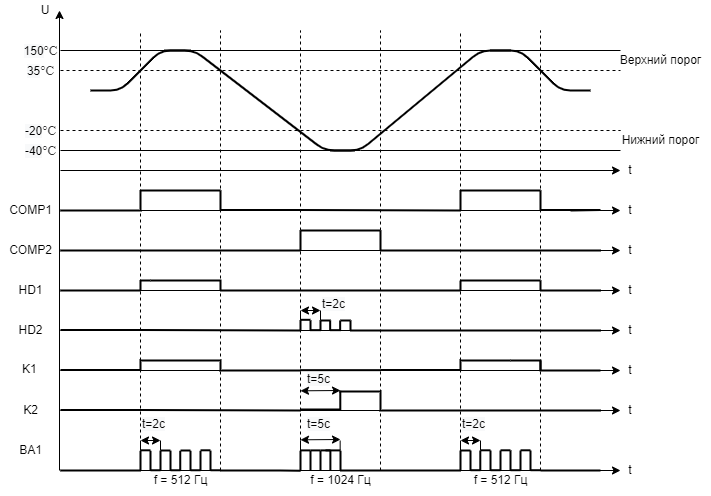 U
150°C
35°C
Верхний порог
-20°C
-40°C
Нижний порог
t
COMP1
t
COMP2
t
HD1
t
t=2c
HD2
t
K1
t
t=5c
K2
t
t=2c
t=5c
t=2c
BA1
t
f = 512 Гц
f = 1024 Гц
f = 512 Гц